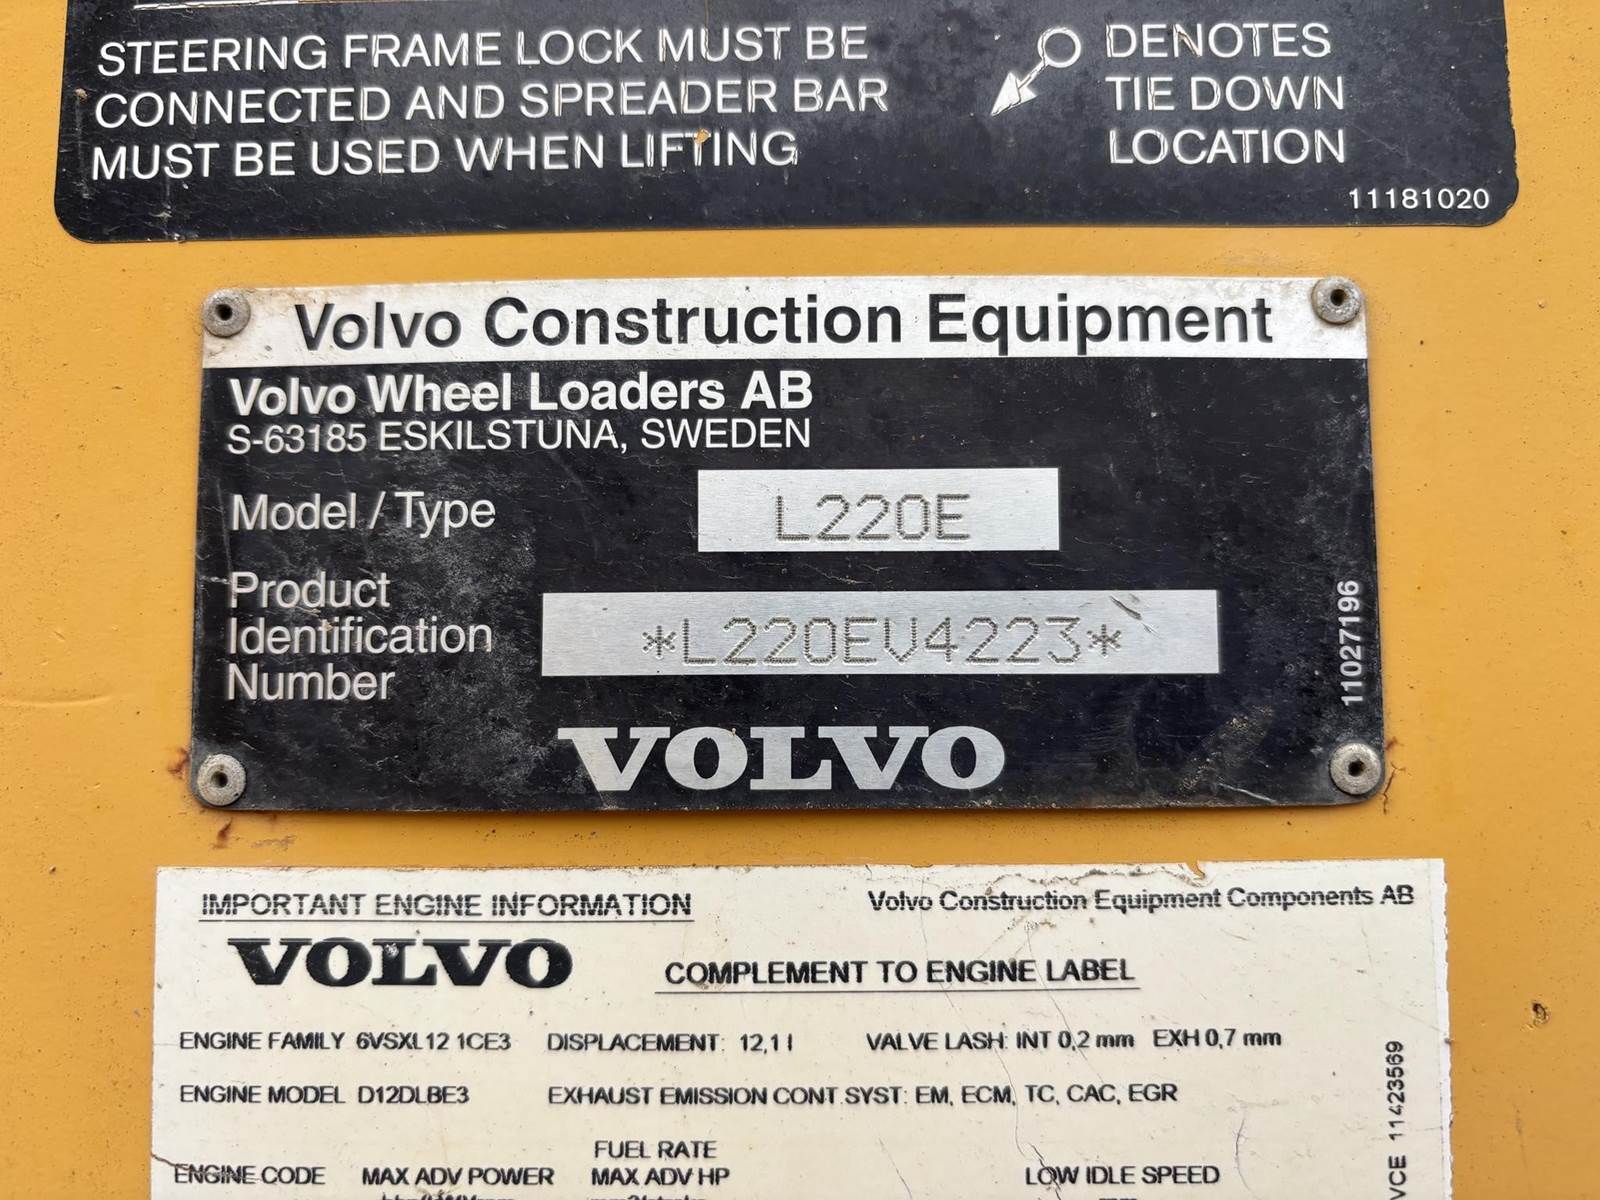 STEERING FRAME LOCK MUST BE
CONNECTED AND SPREADER BAR
MUST BE USED WHEN LIFTING
DENOTES
TIE DOWN
LOCATION
11181020
Volvo Construction Equipment
Volvo Wheel Loaders AB
S-63185 ESKILSTUNA, SWEDEN
Model / Type L220E
Product
Identification
Number
*L220EV4223*
11027196
VOLVO
IMPORTANT ENGINE INFORMATION Volvo Construction Equipment Components AB
VOLVO COMPLEMENT TO ENGINE LABEL
ENGINE FAMILY 6VSXL12 1CE3 DISPLACEMENT: 12,1 l VALVE LASH: INT 0,2 mm EXH 0,7 mm
ENGINE MODEL D12DLBE3 EXHAUST EMISSION CONT.SYST: EM, ECM, TC, CAC, EGR
FUEL RATE
ENGINE CODE MAX ADV POWER MAX ADV HP LOW IDLE SPEED
VCE 11423569